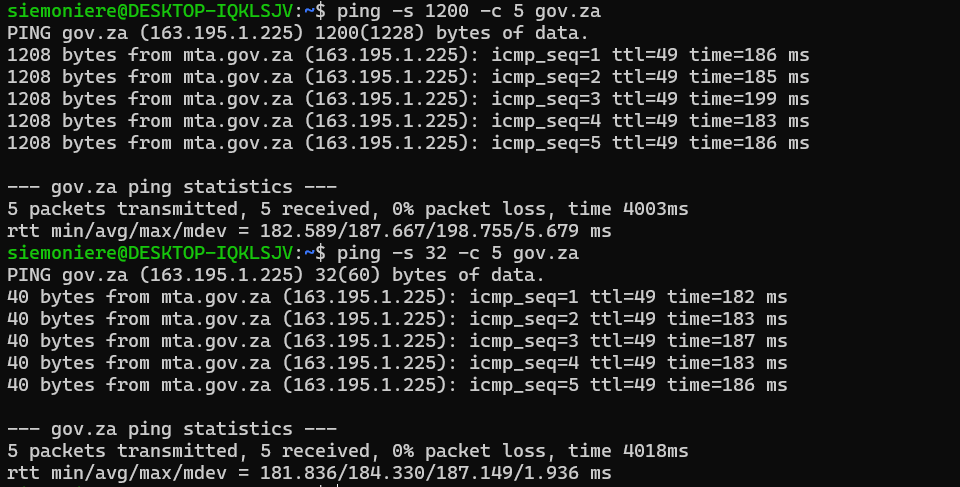 siemoniere@DESKTOP-IQKLSJV:~$ ping -s 1200 -c 5 gov.za
PING gov.za (163.195.1.225) 1200(1228) bytes of data.
1208 bytes from mta.gov.za (163.195.1.225): icmp_seq=1 ttl=49 time=186 ms
1208 bytes from mta.gov.za (163.195.1.225): icmp_seq=2 ttl=49 time=185 ms
1208 bytes from mta.gov.za (163.195.1.225): icmp_seq=3 ttl=49 time=199 ms
1208 bytes from mta.gov.za (163.195.1.225): icmp_seq=4 ttl=49 time=183 ms
1208 bytes from mta.gov.za (163.195.1.225): icmp_seq=5 ttl=49 time=186 ms

--- gov.za ping statistics ---
5 packets transmitted, 5 received, 0% packet loss, time 4003ms
rtt min/avg/max/mdev = 182.589/187.667/198.755/5.679 ms
siemoniere@DESKTOP-IQKLSJV:~$ ping -s 32 -c 5 gov.za
PING gov.za (163.195.1.225) 32(60) bytes of data.
40 bytes from mta.gov.za (163.195.1.225): icmp_seq=1 ttl=49 time=182 ms
40 bytes from mta.gov.za (163.195.1.225): icmp_seq=2 ttl=49 time=183 ms
40 bytes from mta.gov.za (163.195.1.225): icmp_seq=3 ttl=49 time=187 ms
40 bytes from mta.gov.za (163.195.1.225): icmp_seq=4 ttl=49 time=183 ms
40 bytes from mta.gov.za (163.195.1.225): icmp_seq=5 ttl=49 time=186 ms

--- gov.za ping statistics ---
5 packets transmitted, 5 received, 0% packet loss, time 4018ms
rtt min/avg/max/mdev = 181.836/184.330/187.149/1.936 ms